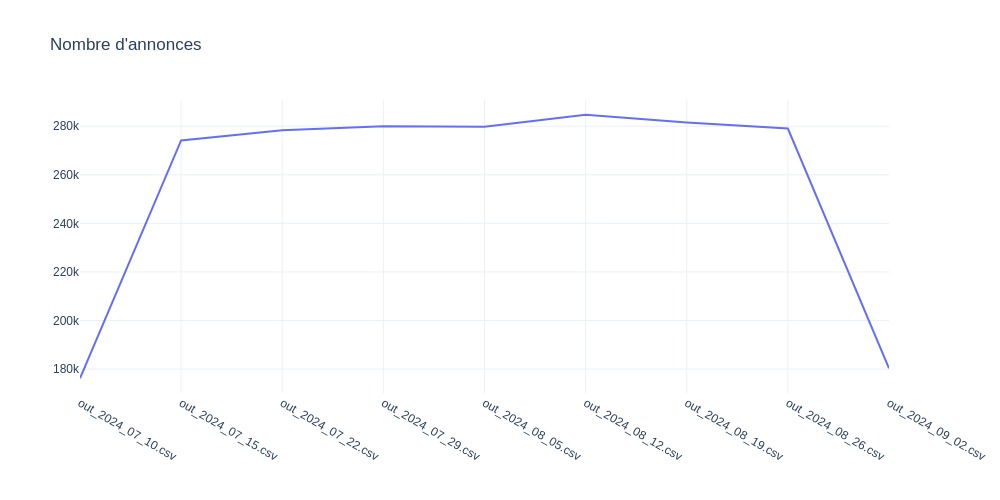 Nombre d'annonces
280k
260k
240k
220k
200k
180k
out_2024_07_10.csv
out_2024_07_15.csv
out_2024_07_22.csv
out_2024_07_29.csv
out_2024_08_05.csv
out_2024_08_12.csv
out_2024_08_19.csv
out_2024_08_26.csv
out_2024_09_02.csv